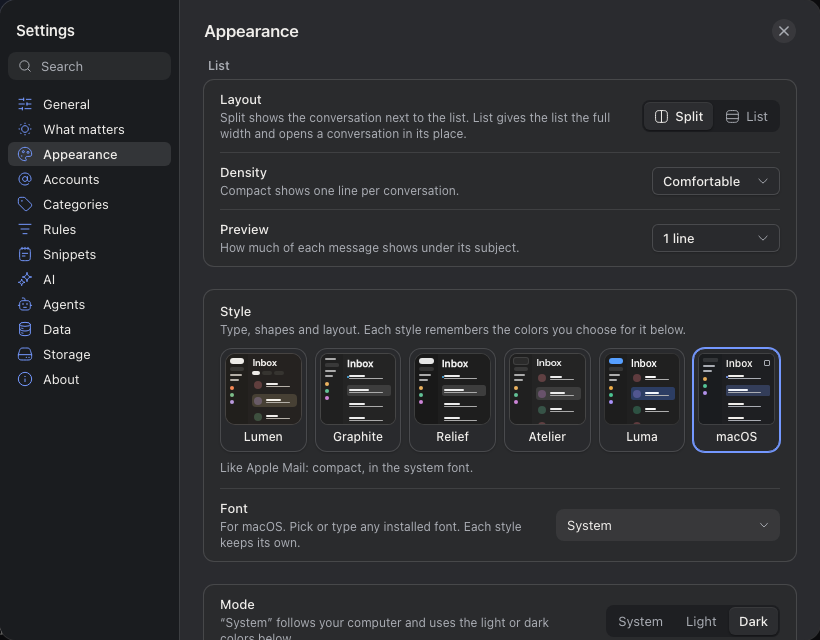 Settings
Search
General
What matters
Appearance
Accounts
Categories
Rules
Snippets
AI
Agents
Data
Storage
About
Appearance
List
Layout
Split shows the conversation next to the list. List gives the list the full
width and opens a conversation in its place.
Split
List
Density
Compact shows one line per conversation.
Comfortable
Preview
How much of each message shows under its subject.
1 line
Style
Type, shapes and layout. Each style remembers the colors you choose for it below.
Inbox
Lumen
Inbox
Graphite
Inbox
Relief
Inbox
Atelier
Inbox
Luma
Inbox
macOS
Like Apple Mail: compact, in the system font.
Font
For macOS. Pick or type any installed font. Each style
keeps its own.
System
Mode
“System” follows your computer and uses the light or dark
colors below.
System
Light
Dark